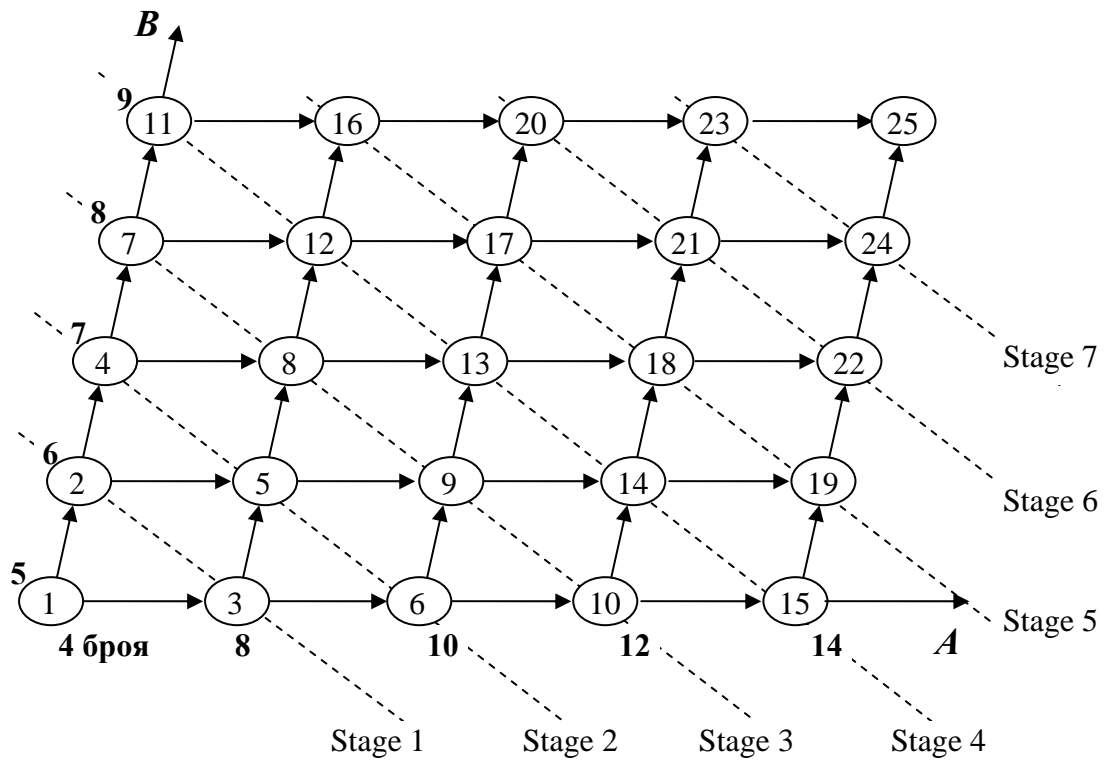 B
9
11 16 20 23 25
8
7 12 17 21 24
7
4 8 13 18 22
Stage 7
6
2 5 9 14 19
Stage 6
5
1 3 6 10 15
Stage 5
4 броя 8 10 12 14 A
Stage 1 Stage 2 Stage 3 Stage 4